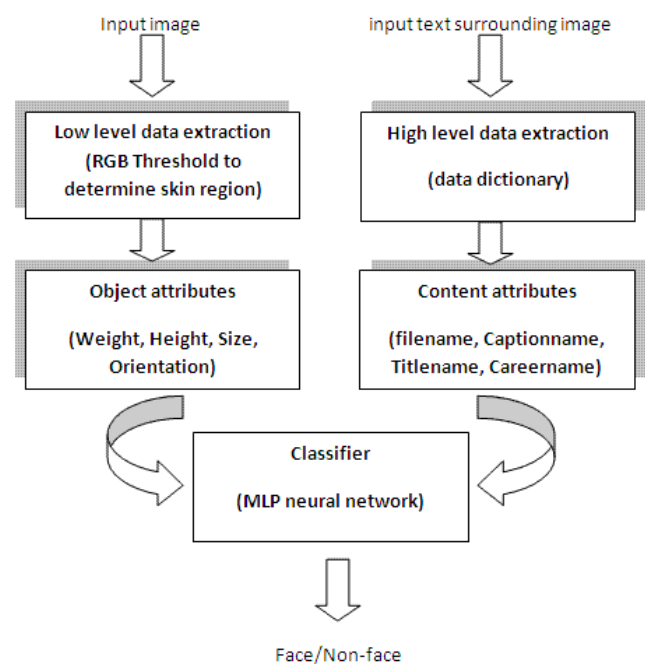 Input image
input text surrounding image
Low level data extraction
(RGB Threshold to
determine skin region)
High level data extraction
(data dictionary)
Object attributes
(Weight, Height, Size,
Orientation)
Content attributes
(filename, Captionname,
Titlename, Careername)
Classifier
(MLP neural network)
Face/Non-face